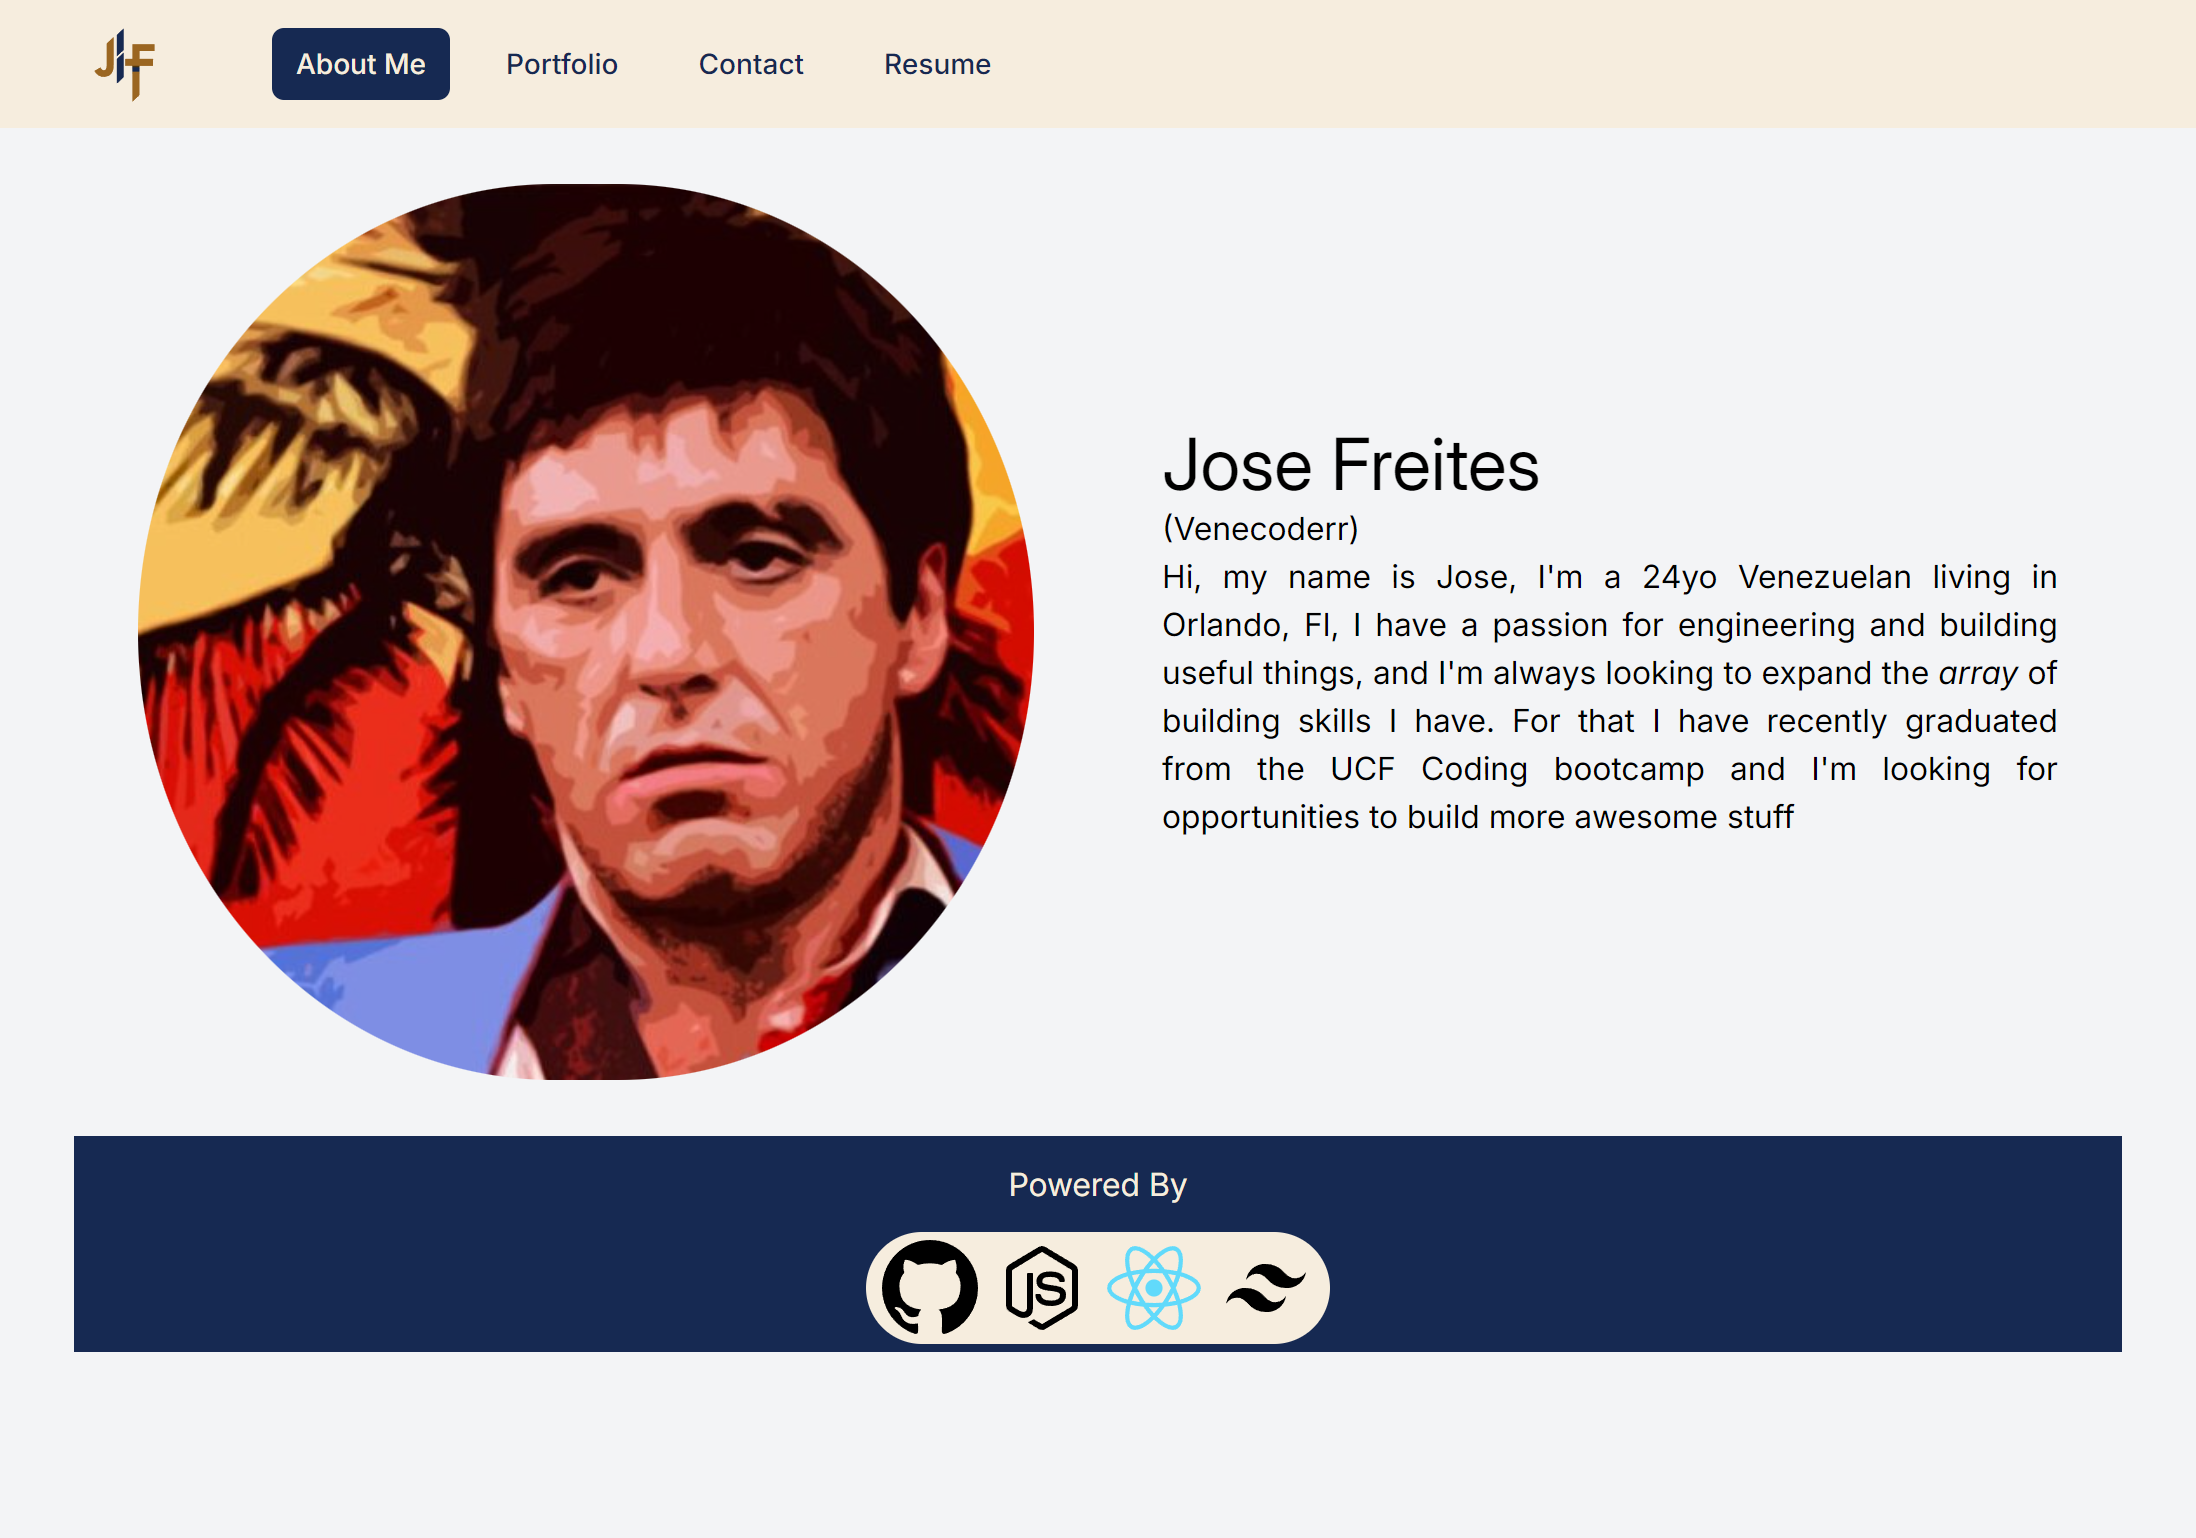 JF
About Me Portfolio Contact Resume
Jose Freites
(Venecoderr)
Hi, my name is Jose, I'm a 24yo Venezuelan living in
Orlando, Fl, I have a passion for engineering and building
useful things, and I'm always looking to expand the array of
building skills I have. For that I have recently graduated
from the UCF Coding bootcamp and I'm looking for
opportunities to build more awesome stuff
Powered By
JS